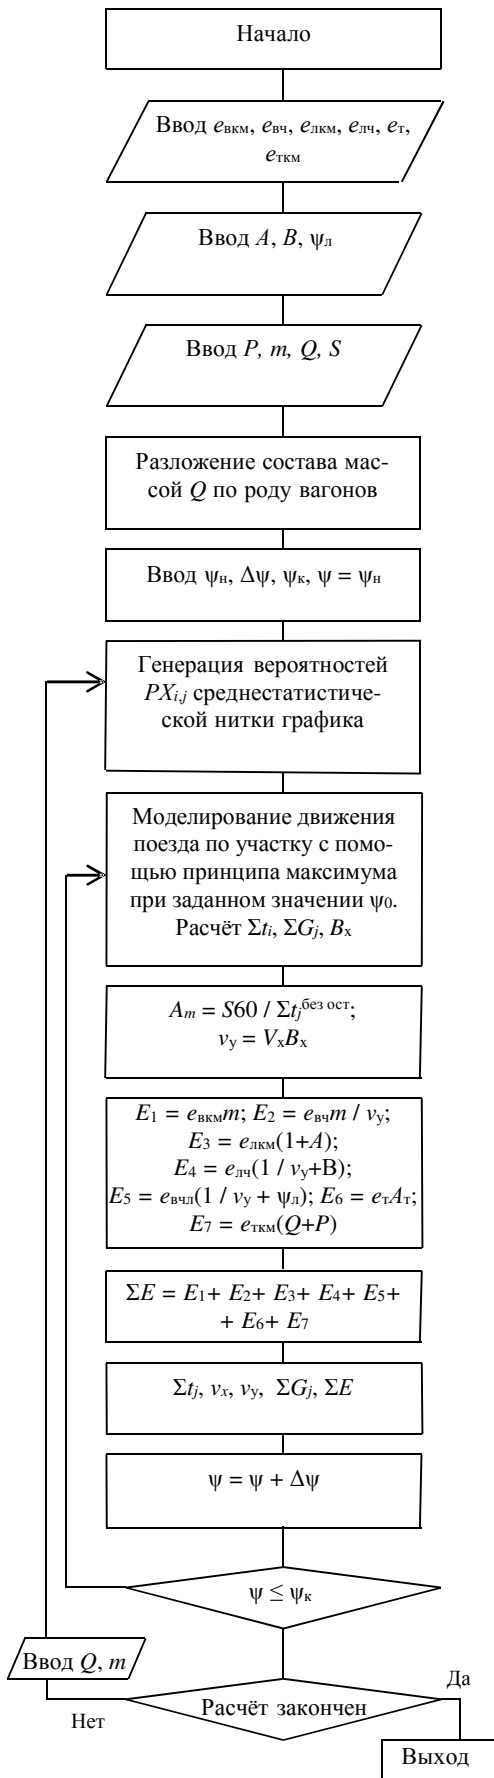 Начало
Ввод eвкм, eвч, eлкм, eлч, eт,
eткм
Ввод A, B, ψл
Ввод P, m, Q, S
Разложение состава мас-
сой Q по роду вагонов
Ввод ψн, Δψ, ψк, ψ = ψн
Генерация вероятностей
PXi,j среднестатистиче-
ской нитки графика
Моделирование движения
поезда по участку с помо-
щью принципа максимума
при заданном значении ψ0.
Расчёт Σti, ΣGj, Bх
Am = S60 / Σtj без ост;
vу = VхBх
E1 = eвкмm; E2 = eвчm / vу;
E3 = eлкм(1+A);
E4 = eлч(1 / vу+B);
E5 = eвчл(1 / vу + ψл); E6 = eтAт;
E7 = eткм(Q+P)
ΣE = E1+ E2+ E3+ E4+ E5+
+ E6+ E7
Σtj, vx, vу, ΣGj, ΣE
ψ = ψ + Δψ
ψ ≤ ψк
Ввод Q, m
Да
Расчёт закончен
Нет
Выход